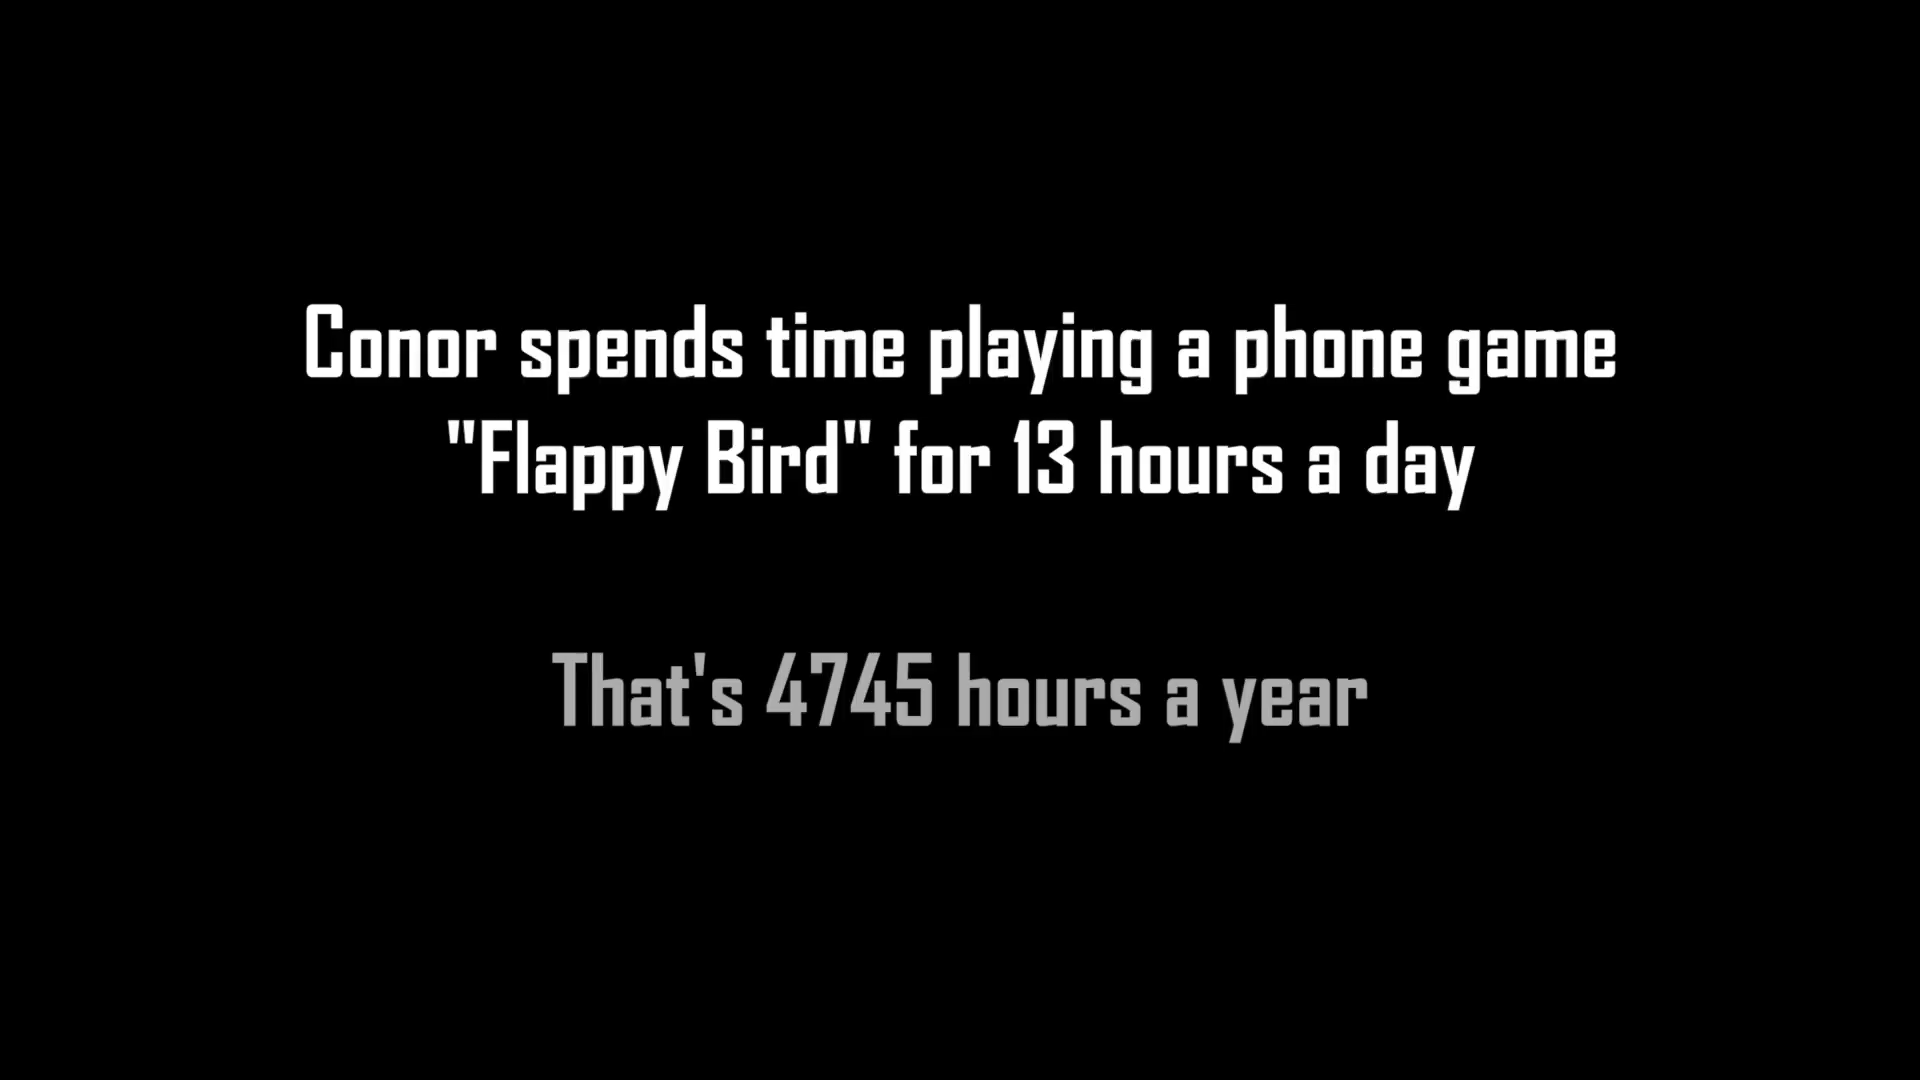 Conor spends time playing a phone game
"Flappy Bird" for 13 hours a day
That's 4745 hours a year